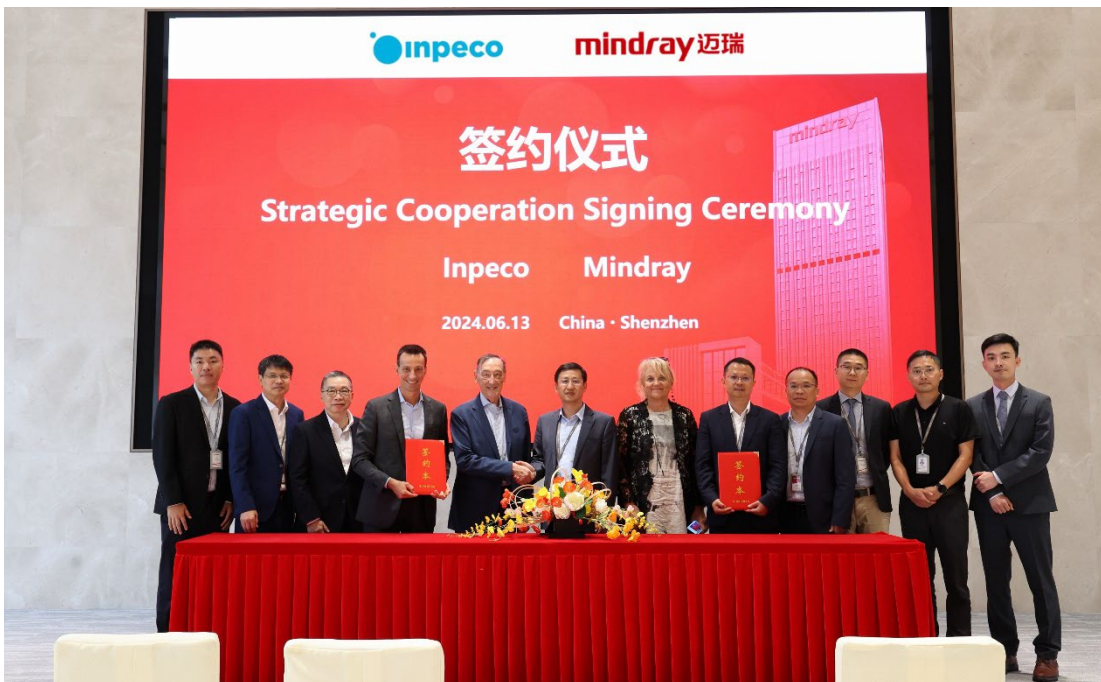 inpeco mindray迈瑞
mindray
签约仪式
Strategic Cooperation Signing Ceremony
Inpeco Mindray
2024.06.13 China · Shenzhen
签约本
签约本